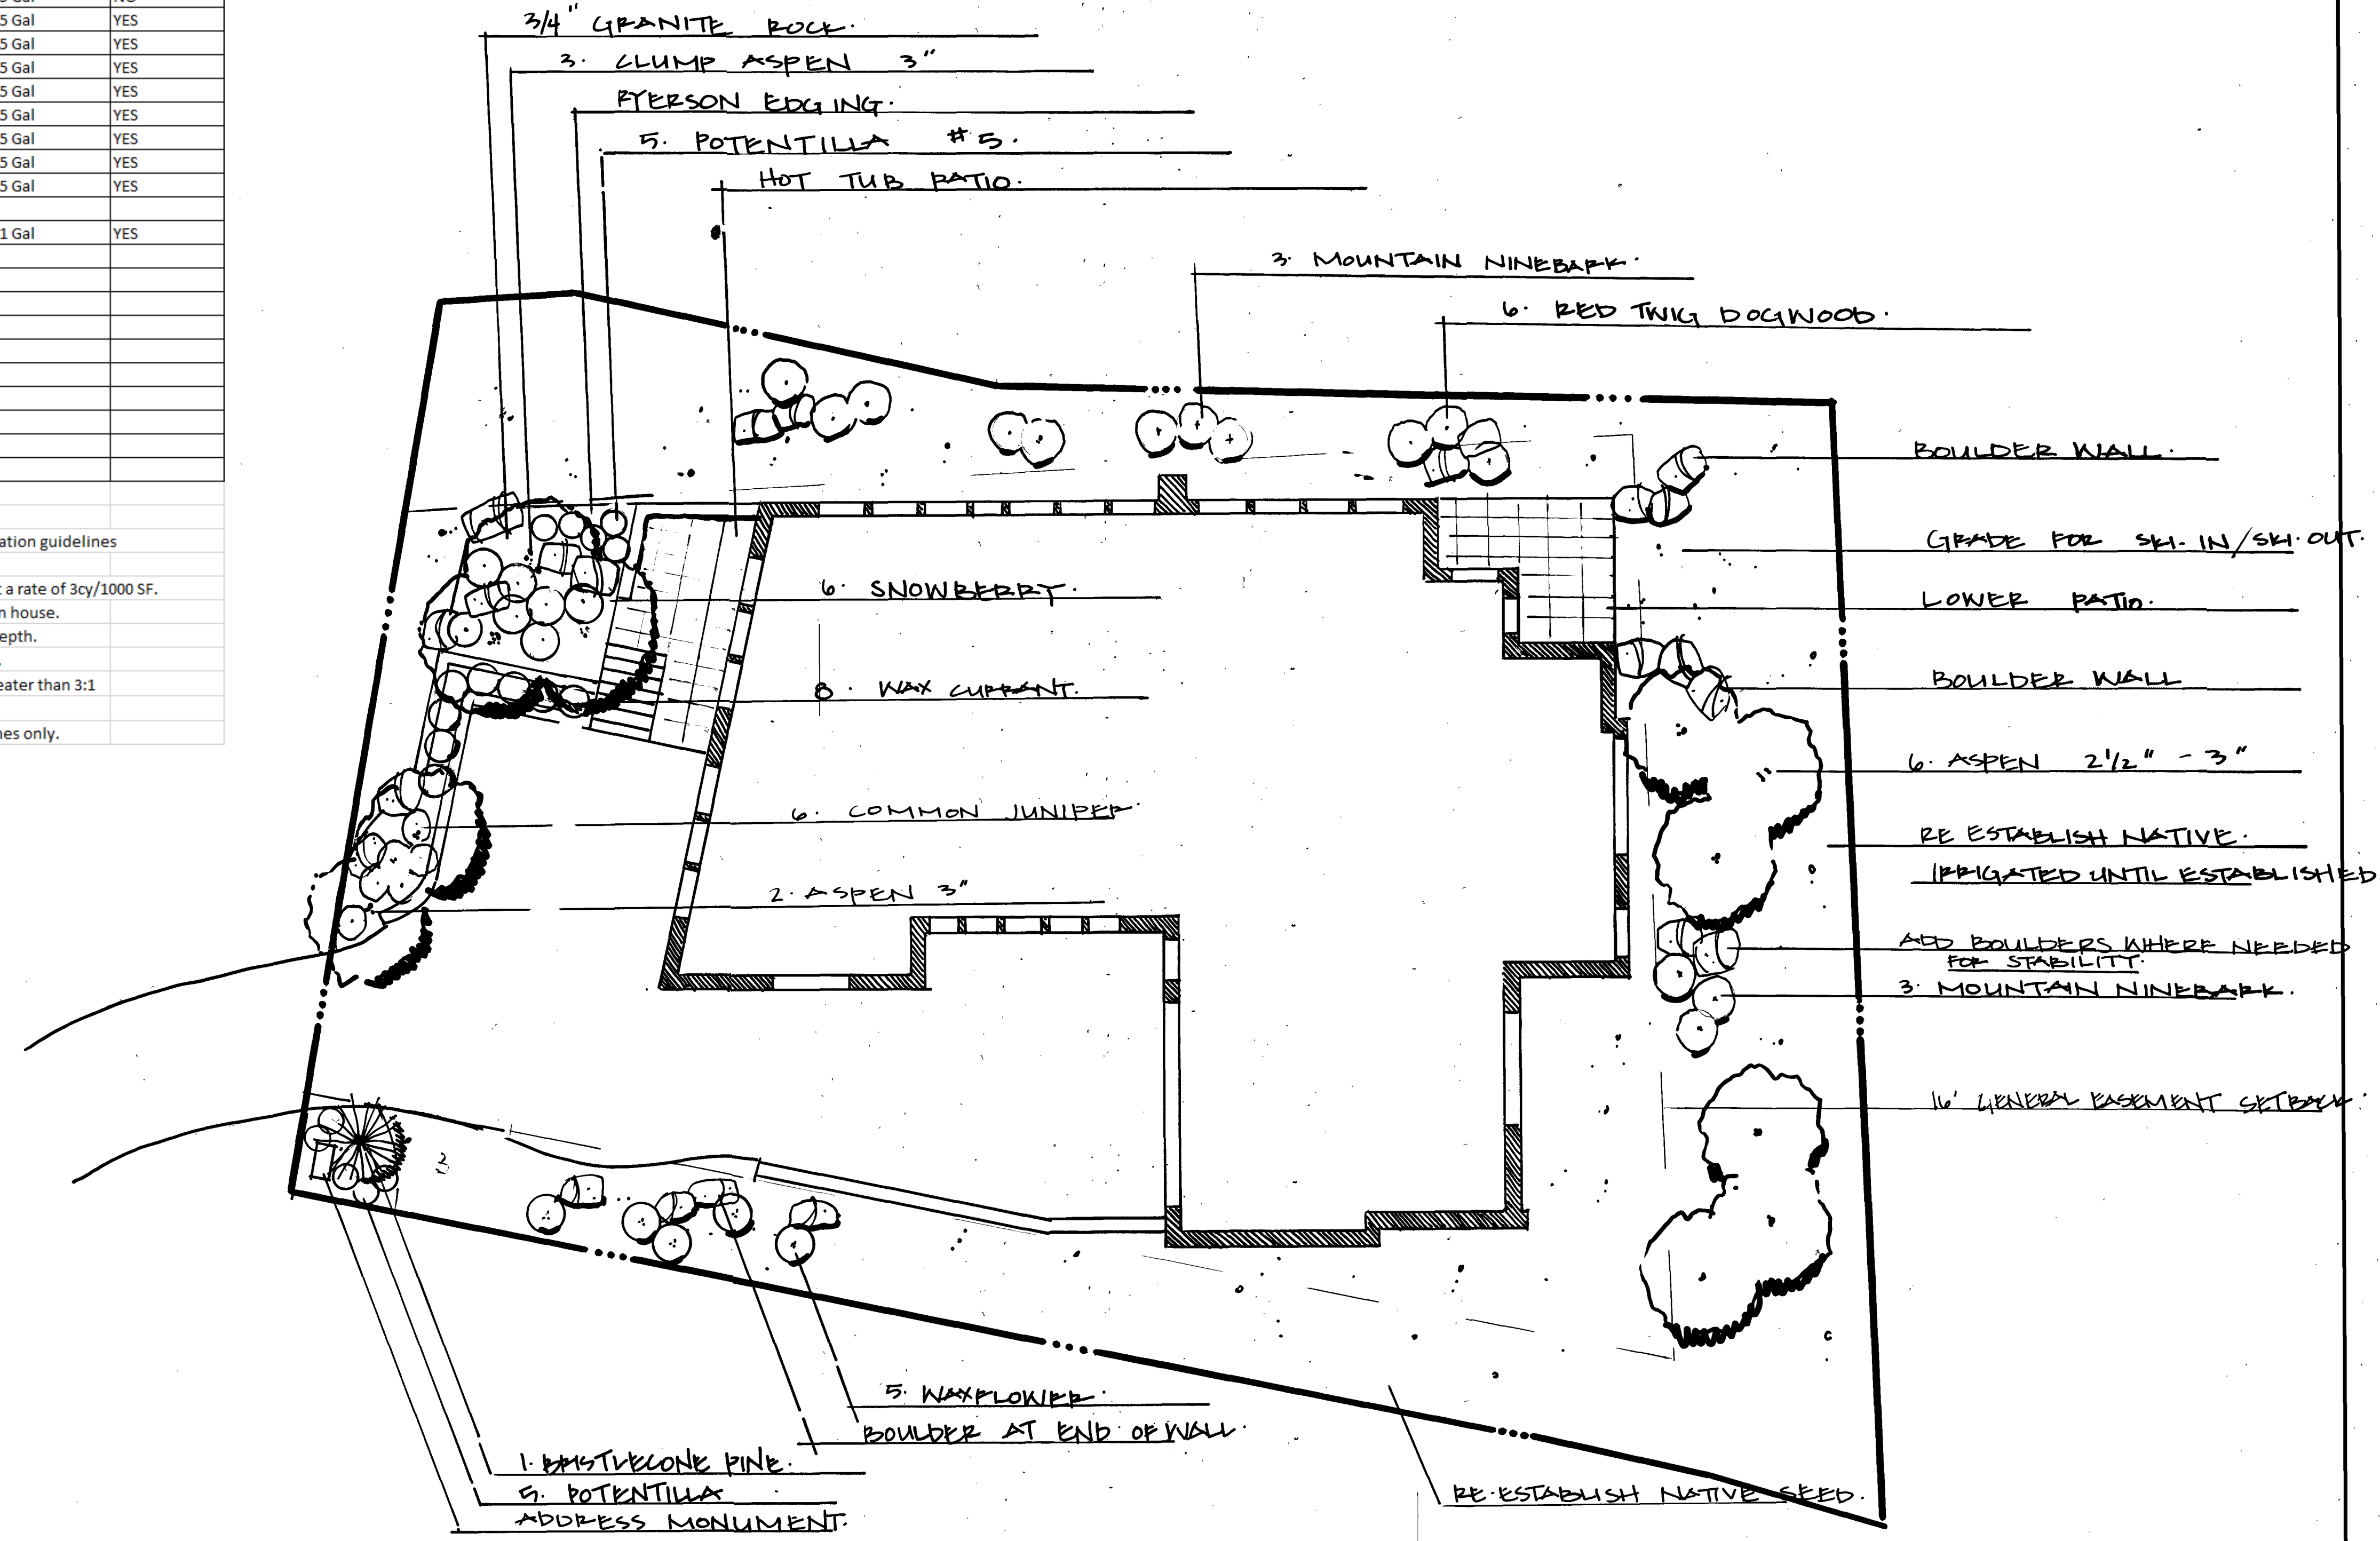 5 Gal NO
5 Gal YES
5 Gal YES
5 Gal YES
5 Gal YES
5 Gal YES
5 Gal YES
5 Gal YES
5 Gal YES
1 Gal YES
ation guidelines
t a rate of 3cy/1000 SF.
n house.
epth.
eater than 3:1
nes only.
3/4" GRANITE ROCK.
3. CLUMP ASPEN 3"
RYERSON EDGING.
5. POTENTILLA #5.
HOT TUB PATIO.
3. MOUNTAIN NINEBARK.
6. RED TWIG DOGWOOD.
BOULDER WALL.
GRADE FOR SKI-IN/SKI-OUT.
LOWER PATIO.
BOULDER WALL
6. ASPEN 2 1/2" - 3"
RE ESTABLISH NATIVE.
IRRIGATED UNTIL ESTABLISHED
ADD BOULDERS WHERE NEEDED
FOR STABILITY.
3. MOUNTAIN NINEBARK.
16' GENERAL EASEMENT SETBACK.
6. SNOWBERRY.
8. WAX CURRANT.
6. COMMON JUNIPER.
2. ASPEN 3"
5. WAXFLOWER.
BOULDER AT END OF WALL.
1. BRISTLECONE PINE.
5. POTENTILLA
ADDRESS MONUMENT.
RE-ESTABLISH NATIVE SEED.